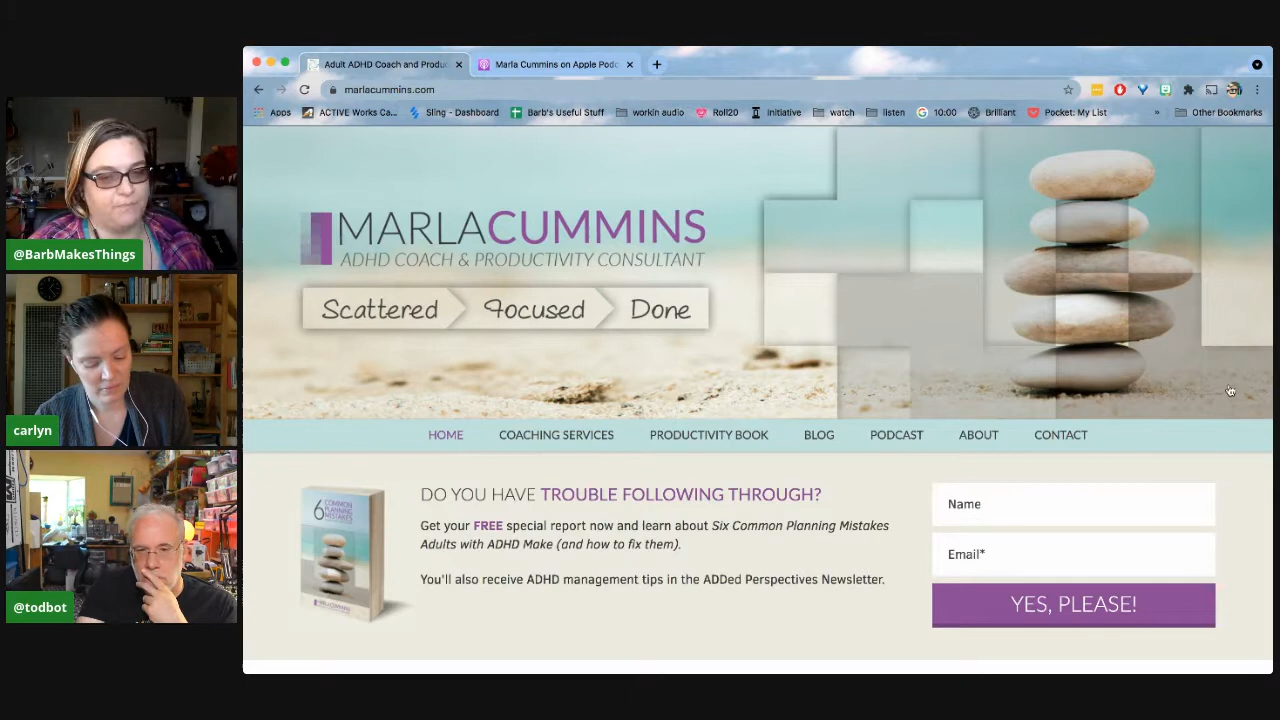 @BarbMakesThings
carlyn
@todbot
Adult ADHD Coach and Produc
Marla Cummins on Apple Podc
marlacummins.com
Apps
ACTIVE Works Ca...
Sling - Dashboard
Barb's Useful Stuff
workin audio
Roll20
Initiative
watch
listen
10:00
Brilliant
Pocket: My List
»
Other Bookmarks
MARLACUMMINS
ADHD COACH & PRODUCTIVITY CONSULTANT
Scattered Focused Done
HOME COACHING SERVICES PRODUCTIVITY BOOK BLOG PODCAST ABOUT CONTACT
6 COMMON
PLANNING
MISTAKES
MARLACUMMINS
DO YOU HAVE TROUBLE FOLLOWING THROUGH?
Get your FREE special report now and learn about Six Common Planning Mistakes
Adults with ADHD Make (and how to fix them).
You'll also receive ADHD management tips in the ADDed Perspectives Newsletter.
Name
Email*
YES, PLEASE!